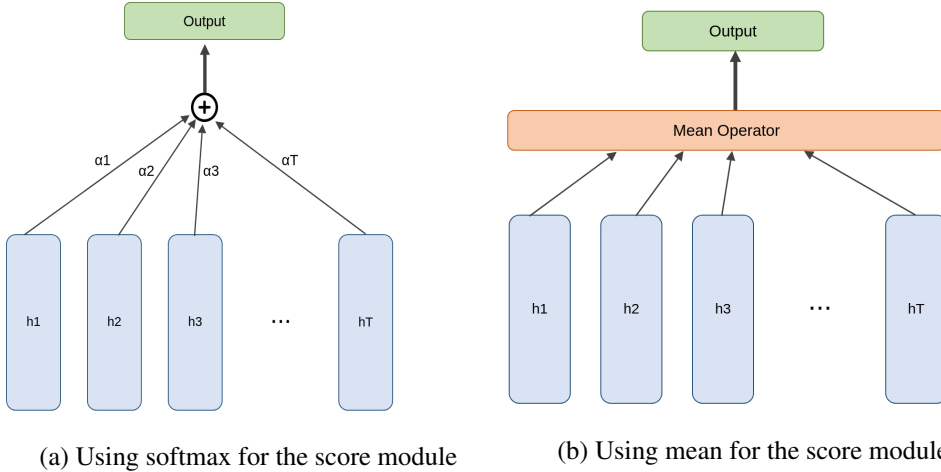 Output
α1
α2
α3
αT
h1
h2
h3
...
hT
(a) Using softmax for the score module
Output
Mean Operator
h1
h2
h3
...
hT
(b) Using mean for the score module